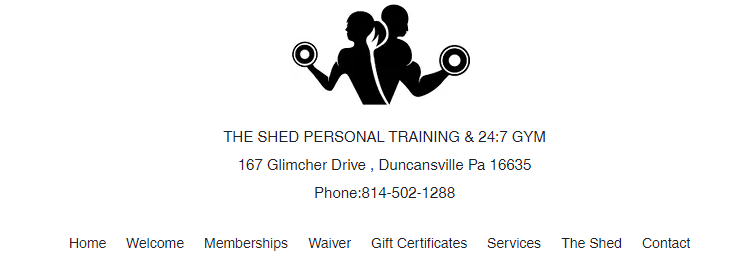 THE SHED PERSONAL TRAINING & 24:7 GYM
167 Glimcher Drive , Duncansville Pa 16635
Phone:814-502-1288
Home Welcome Memberships Waiver Gift Certificates Services The Shed Contact